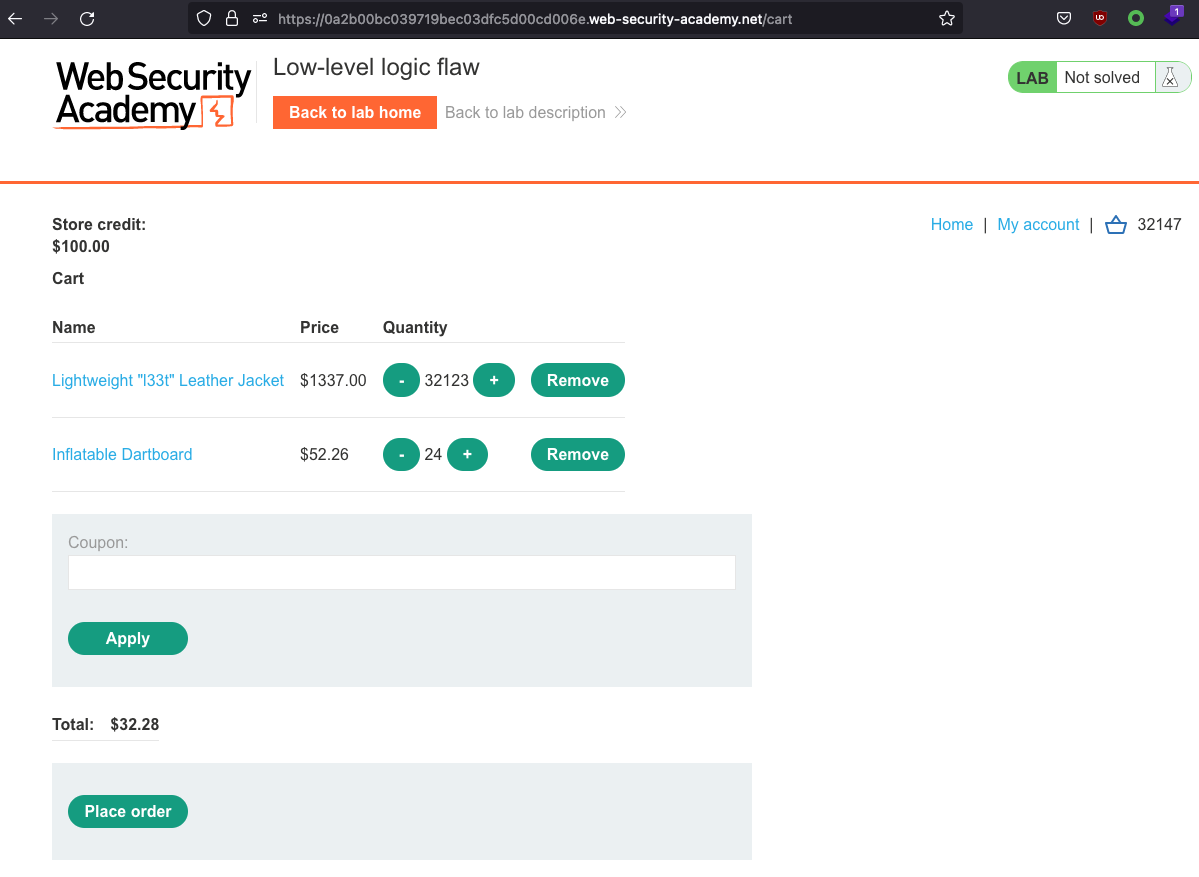 https://0a2b00bc039719bec03dfc5d00cd006e.web-security-academy.net/cart
1
Web Security
Academy
Low-level logic flaw
Back to lab home
Back to lab description
LAB
Not solved
Store credit:
$100.00
Home | My account | 32147
Cart
Name Price Quantity
Lightweight "l33t" Leather Jacket $1337.00 - 32123 + Remove
Inflatable Dartboard $52.26 - 24 + Remove
Coupon:
Apply
Total: $32.28
Place order